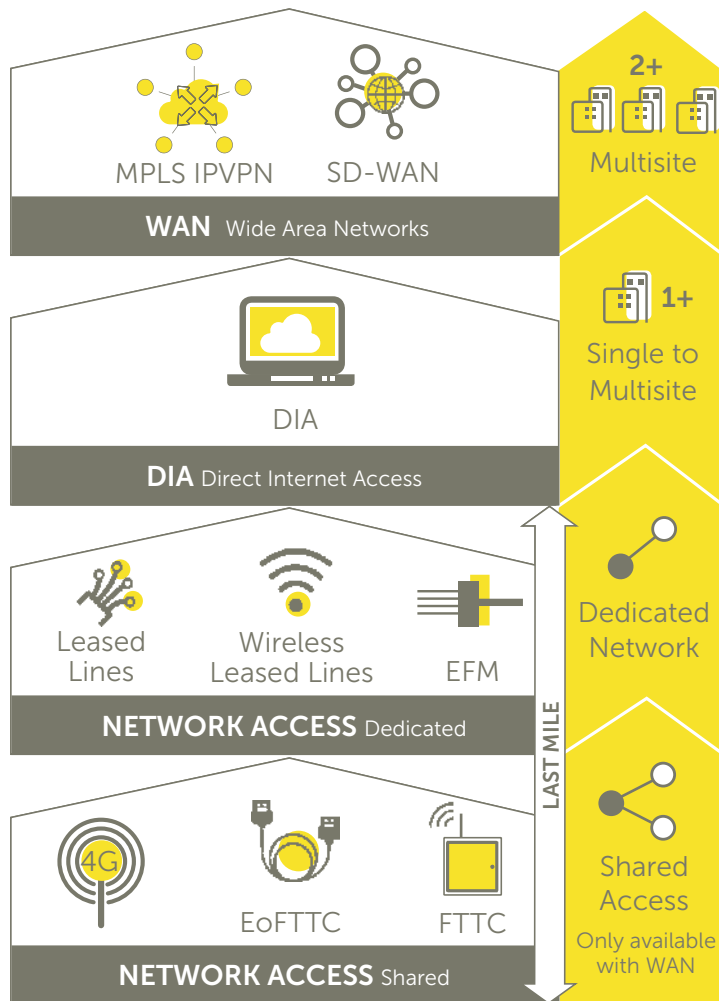 2+
MPLS IPVPN
SD-WAN
Multisite
WAN Wide Area Networks
1+
Single to
Multisite
DIA
DIA Direct Internet Access
Leased
Lines
Wireless
Leased Lines
EFM
Dedicated
Network
NETWORK ACCESS Dedicated
LAST MILE
4G
EoFTTC
FTTC
Shared
Access
Only available
with WAN
NETWORK ACCESS Shared